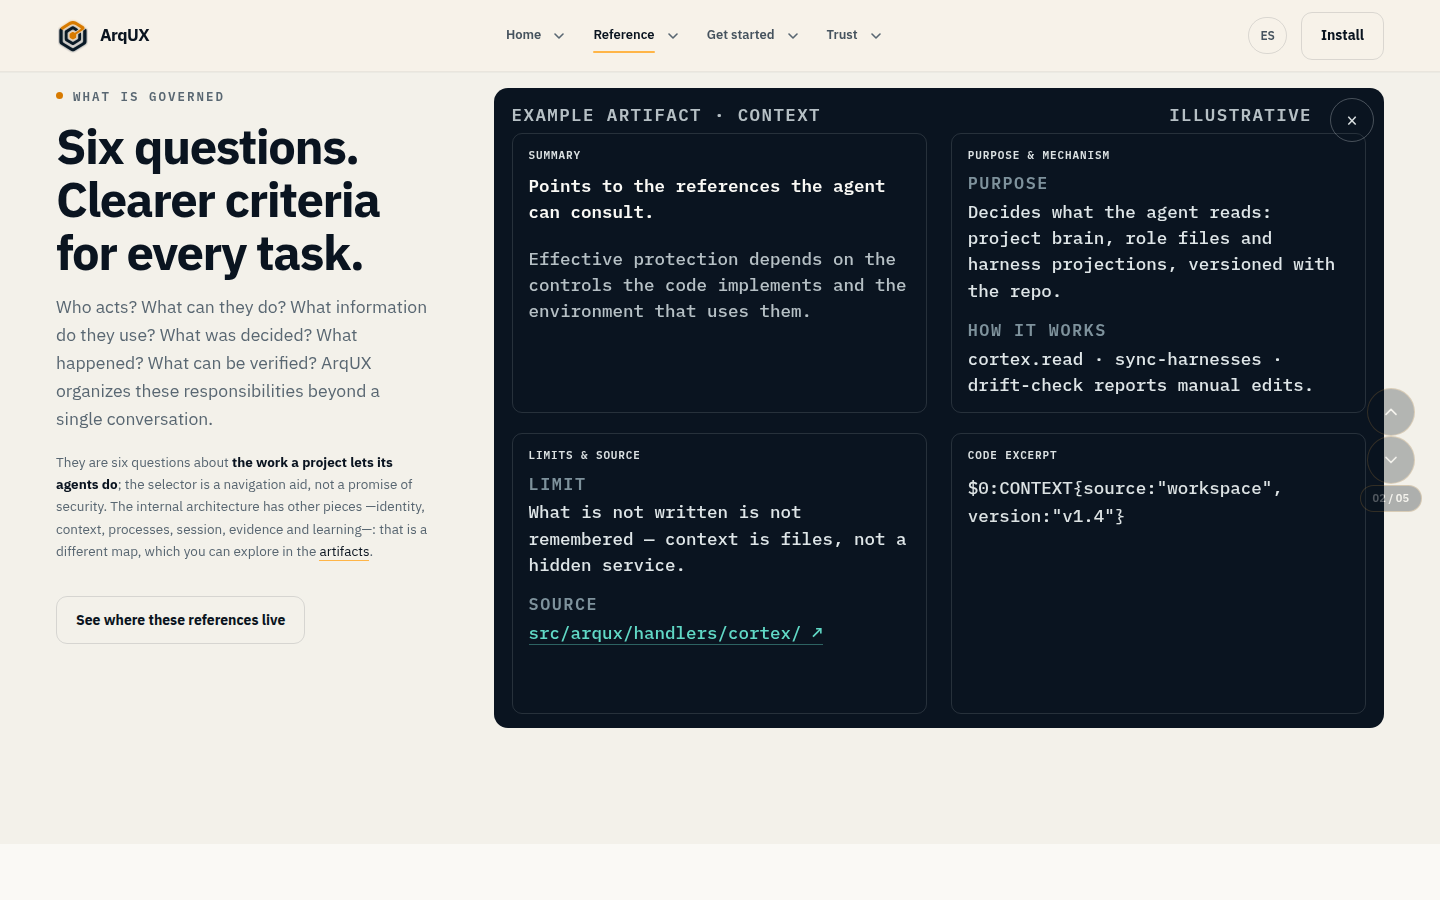 ArqUX
Home
Reference
Get started
Trust
ES
Install
WHAT IS GOVERNED
Six questions.
Clearer criteria
for every task.
Who acts? What can they do? What information
do they use? What was decided? What
happened? What can be verified? ArqUX
organizes these responsibilities beyond a
single conversation.
They are six questions about the work a project lets its
agents do; the selector is a navigation aid, not a promise of
security. The internal architecture has other pieces —identity,
context, processes, session, evidence and learning—: that is a
different map, which you can explore in the artifacts.
See where these references live
EXAMPLE ARTIFACT · CONTEXT
ILLUSTRATIVE
×
SUMMARY
Points to the references the agent
can consult.
Effective protection depends on the
controls the code implements and the
environment that uses them.
PURPOSE & MECHANISM
PURPOSE
Decides what the agent reads:
project brain, role files and
harness projections, versioned with
the repo.
HOW IT WORKS
cortex.read · sync-harnesses ·
drift-check reports manual edits.
LIMITS & SOURCE
LIMIT
What is not written is not
remembered — context is files, not a
hidden service.
SOURCE
src/arqux/handlers/cortex/ ↗
CODE EXCERPT
$0:CONTEXT{source:"workspace",
version:"v1.4"}
02 / 05